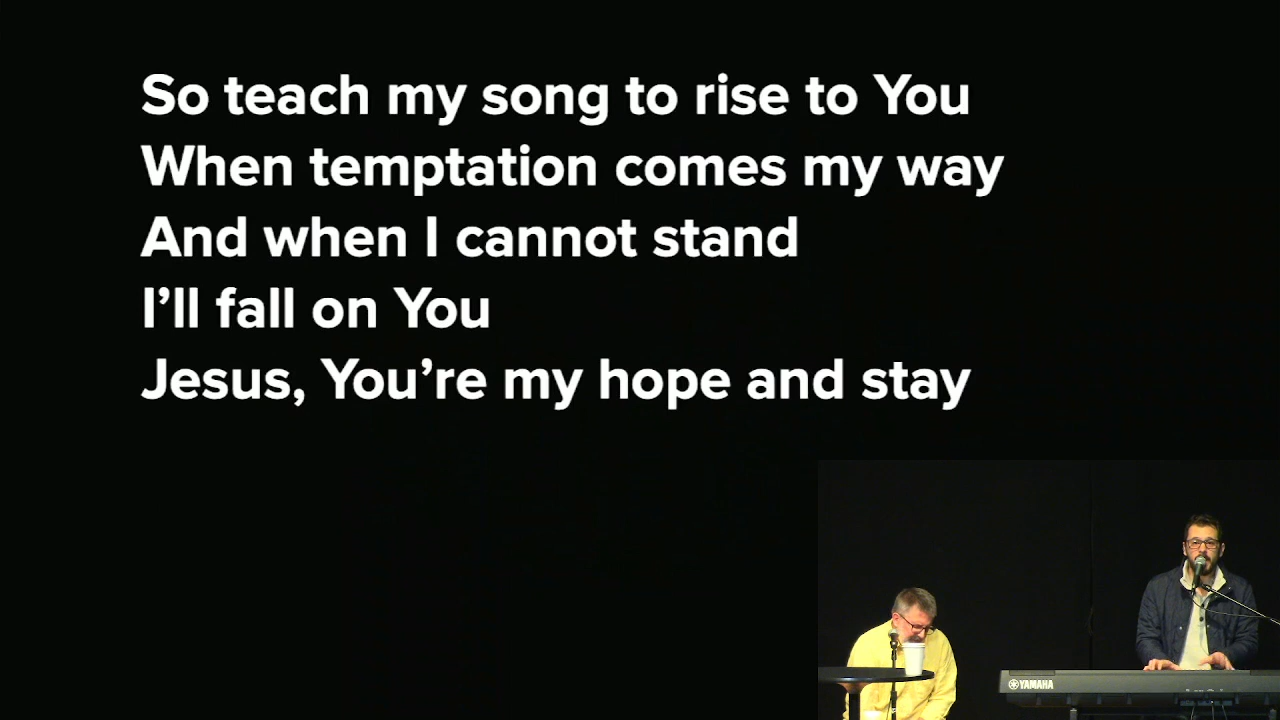 So teach my song to rise to You
When temptation comes my way
And when I cannot stand
I'll fall on You
Jesus, You're my hope and stay
YAMAHA